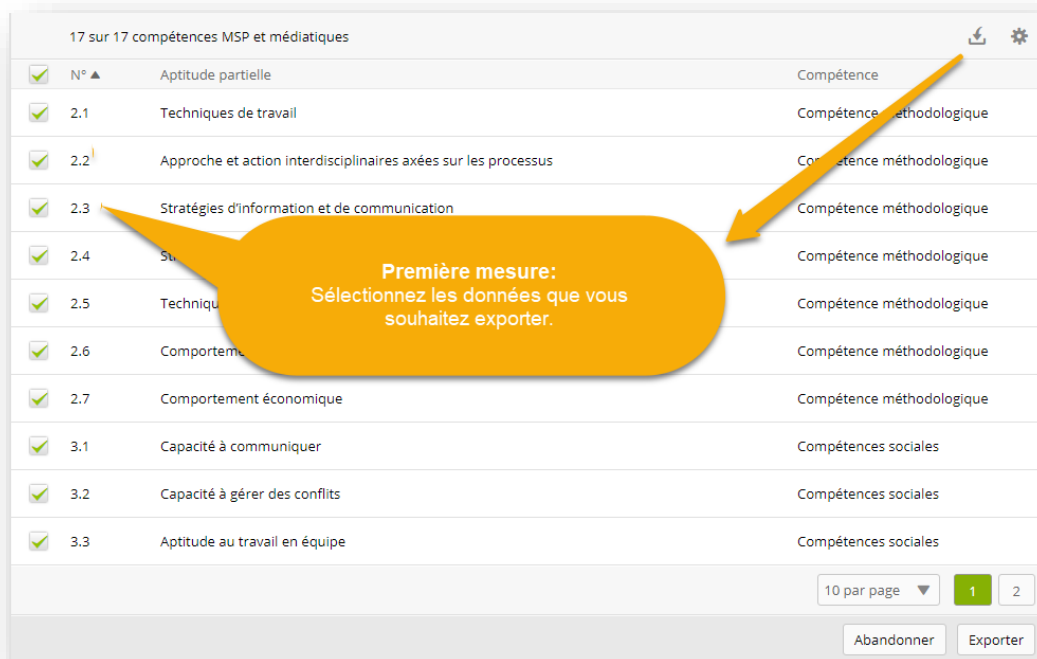 17 sur 17 compétences MSP et médiatiques
N° ▲ Aptitude partielle Compétence
2.1 Techniques de travail Compétence méthodologique
2.2 Approche et action interdisciplinaires axées sur les processus Compétence méthodologique
2.3 Stratégies d'information et de communication Compétence méthodologique
2.4 Compétence méthodologique
Première mesure:
Sélectionnez les données que vous
souhaitez exporter.
2.5 Compétence méthodologique
2.6 Compétence méthodologique
2.7 Comportement économique Compétence méthodologique
3.1 Capacité à communiquer Compétences sociales
3.2 Capacité à gérer des conflits Compétences sociales
3.3 Aptitude au travail en équipe Compétences sociales
10 par page ▼ 1 2
Abandonner Exporter